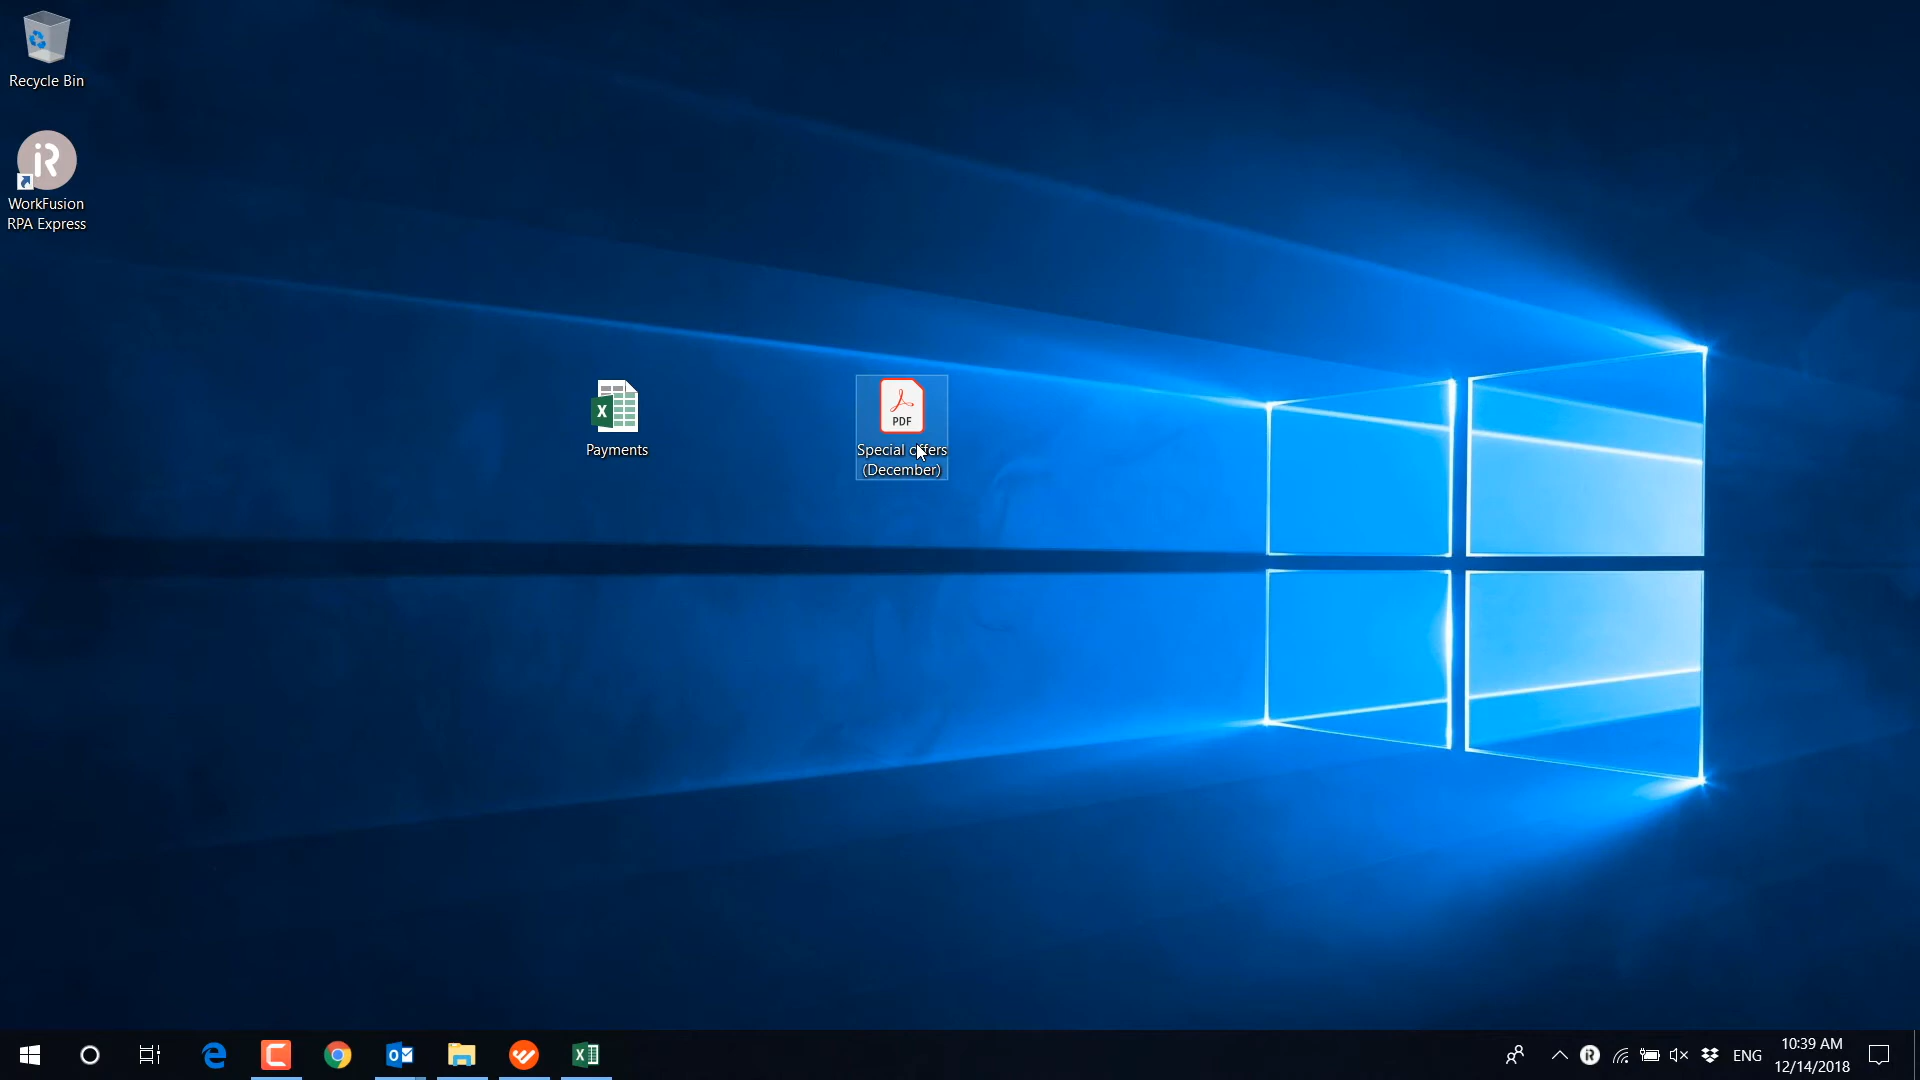 Recycle Bin
WorkFusion
RPA Express
X
Payments
PDF
Special offers
(December)
ENG
10:39 AM
12/14/2018